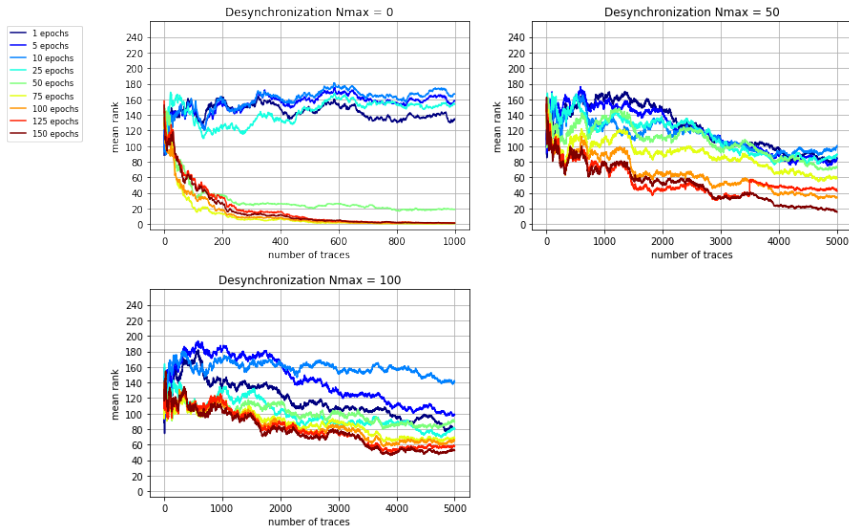 1 epochs
5 epochs
10 epochs
25 epochs
50 epochs
75 epochs
100 epochs
125 epochs
150 epochs
Desynchronization Nmax = 0
mean rank
240
220
200
180
160
140
120
100
80
60
40
20
0
0 200 400 600 800 1000
number of traces
Desynchronization Nmax = 50
mean rank
240
220
200
180
160
140
120
100
80
60
40
20
0
0 1000 2000 3000 4000 5000
number of traces
Desynchronization Nmax = 100
mean rank
240
220
200
180
160
140
120
100
80
60
40
20
0
0 1000 2000 3000 4000 5000
number of traces